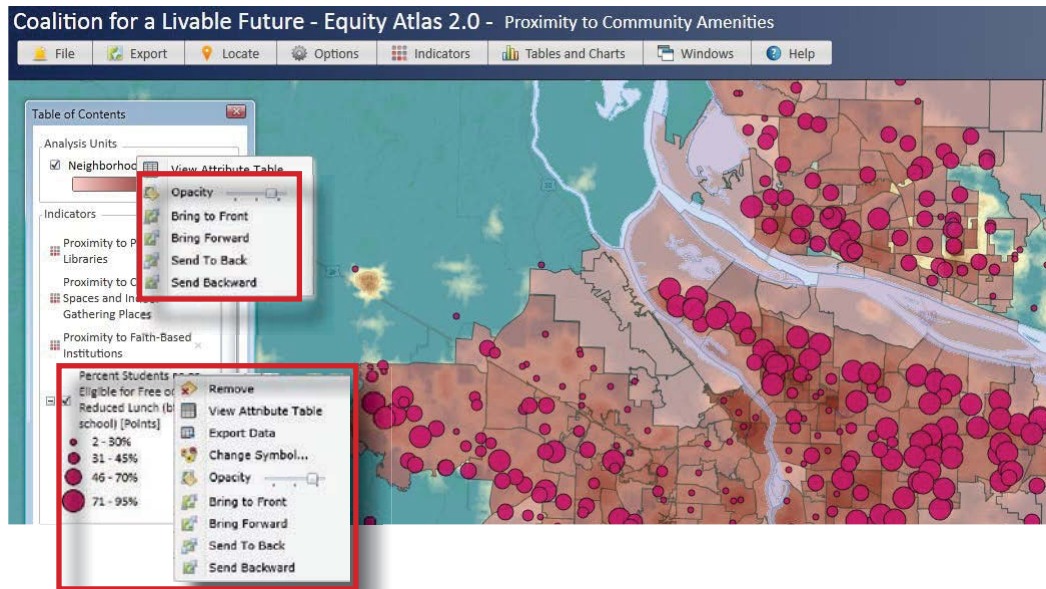 Coalition for a Livable Future - Equity Atlas 2.0 - Proximity to Community Amenities
File Export Locate Options Indicators Tables and Charts Windows Help
Table of Contents
Analysis Units
Neighborhoo
View Attribute Table
Opacity
Bring to Front
Bring Forward
Send To Back
Send Backward
Indicators
Proximity to P
Libraries
Proximity to C
Spaces and In
Gathering Places
Proximity to Faith-Based
Institutions
Percent Students
Eligible for Free o
Reduced Lunch (b
school) [Points]
2 - 30%
31 - 45%
46 - 70%
71 - 95%
Remove
View Attribute Table
Export Data
Change Symbol...
Opacity
Bring to Front
Bring Forward
Send To Back
Send Backward